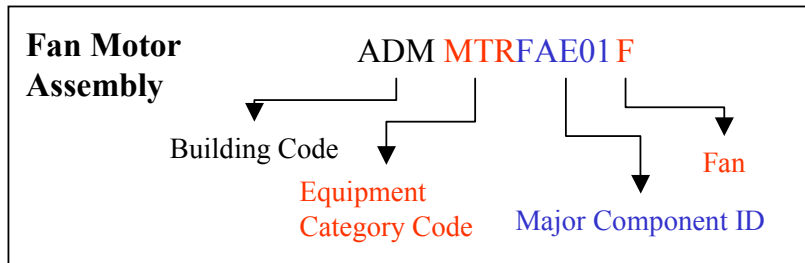 Fan Motor
Assembly
ADM MTRFAE01 F
Building Code
Equipment
Category Code
Major Component ID
Fan